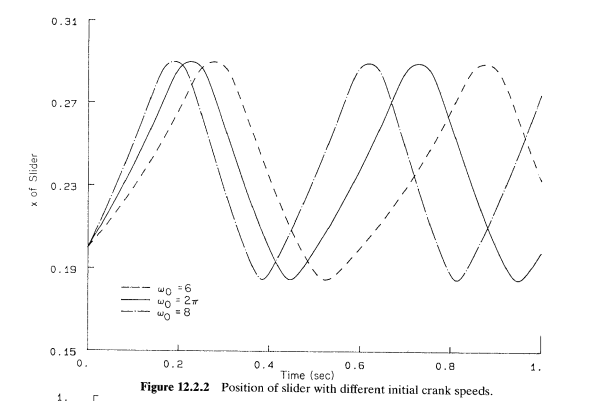 0.31
0.27
0.23
0.19
0.15
x of Slider
ω0 = 6
ω0 = 2π
ω0 = 8
0. 0.2 0.4 0.6 0.8 1.
Time (sec)
Figure 12.2.2 Position of slider with different initial crank speeds.
1.